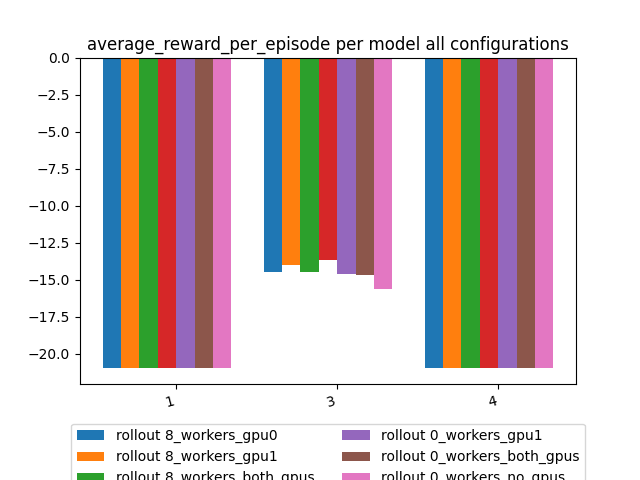 average_reward_per_episode per model all configurations
0.0
−2.5
−5.0
−7.5
−10.0
−12.5
−15.0
−17.5
−20.0
1
3
4
rollout 8_workers_gpu0
rollout 8_workers_gpu1
rollout 8_workers_both_gpus
rollout 0_workers_gpu1
rollout 0_workers_both_gpus
rollout 0_workers_no_gpus